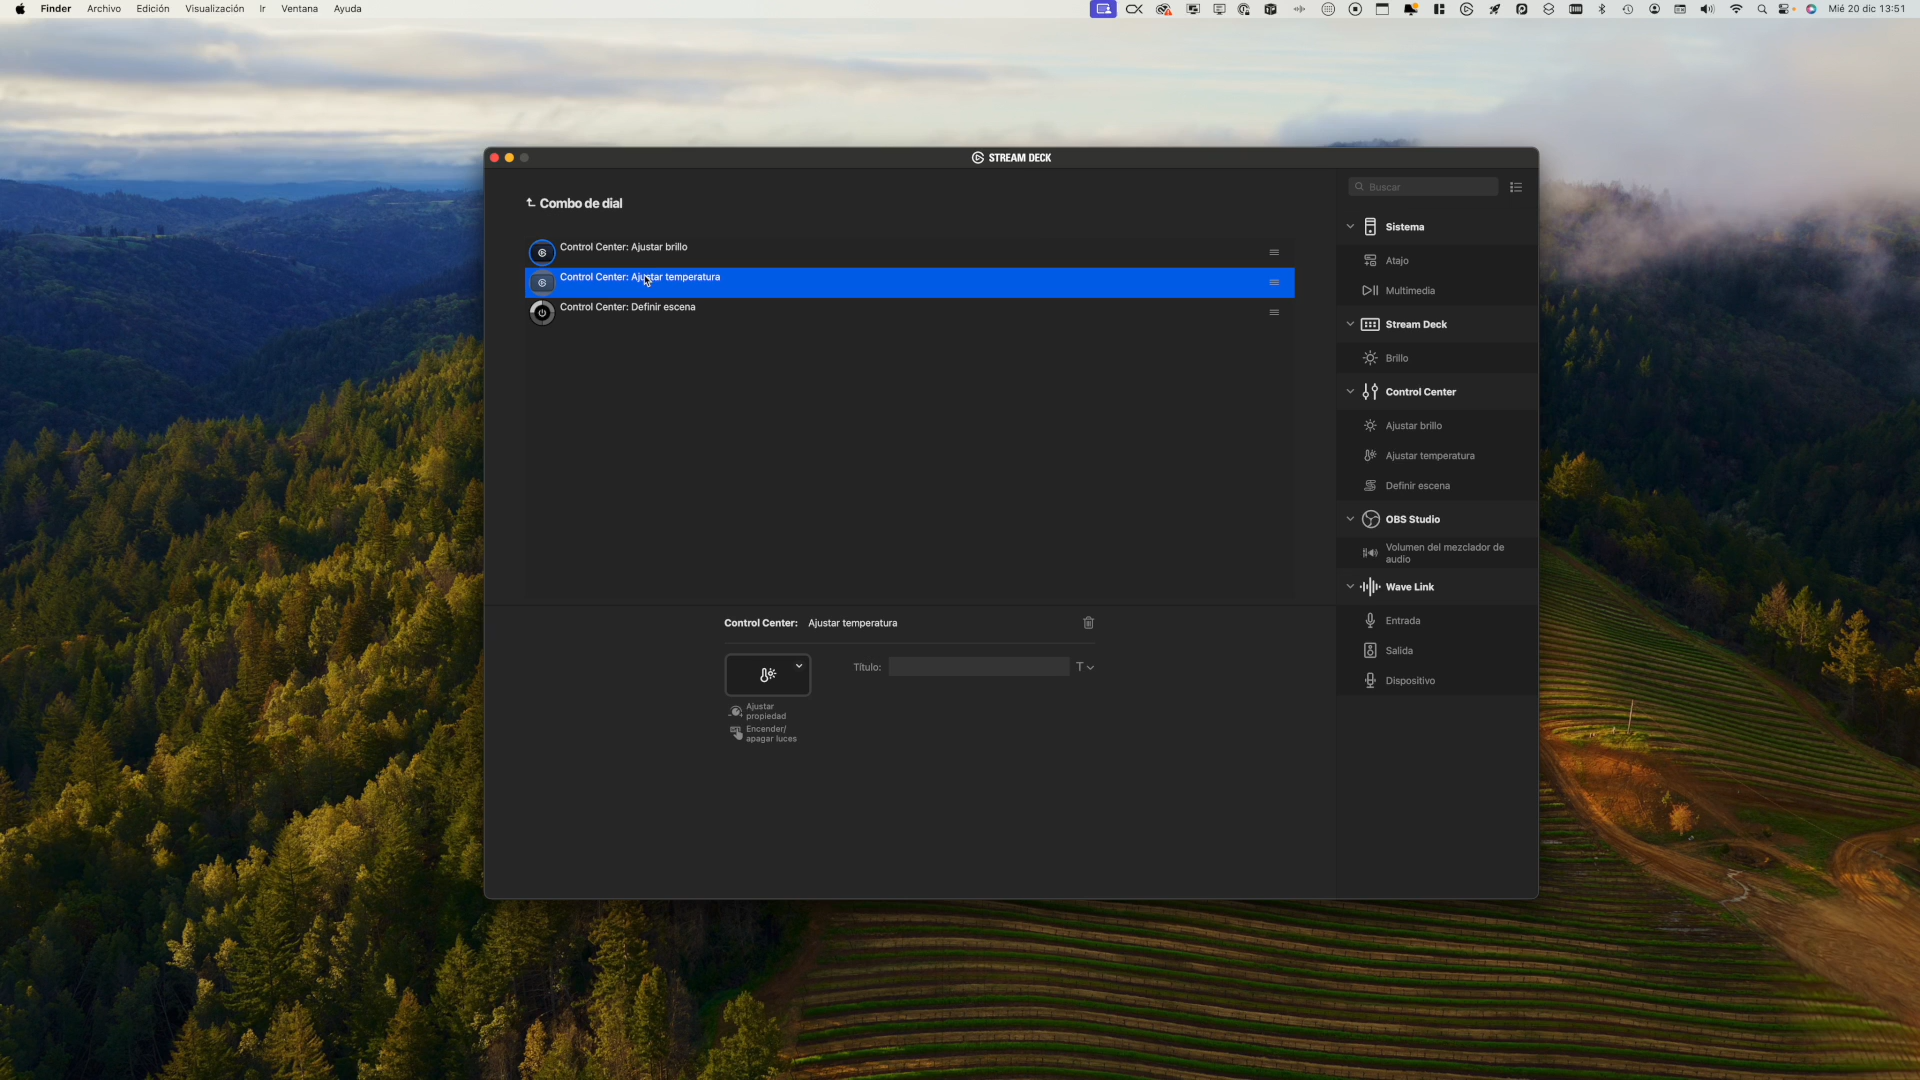 Finder Archivo Edición Visualización Ir Ventana Ayuda
Mié 20 dic 13:51
STREAM DECK
Combo de dial
Control Center: Ajustar brillo
Control Center: Ajustar temperatura
Control Center: Definir escena
Control Center: Ajustar temperatura
Título:
T
Ajustar
propiedad
Encender/
apagar luces
Buscar
Sistema
Atajo
Multimedia
Stream Deck
Brillo
Control Center
Ajustar brillo
Ajustar temperatura
Definir escena
OBS Studio
Volumen del mezclador de
audio
Wave Link
Entrada
Salida
Dispositivo